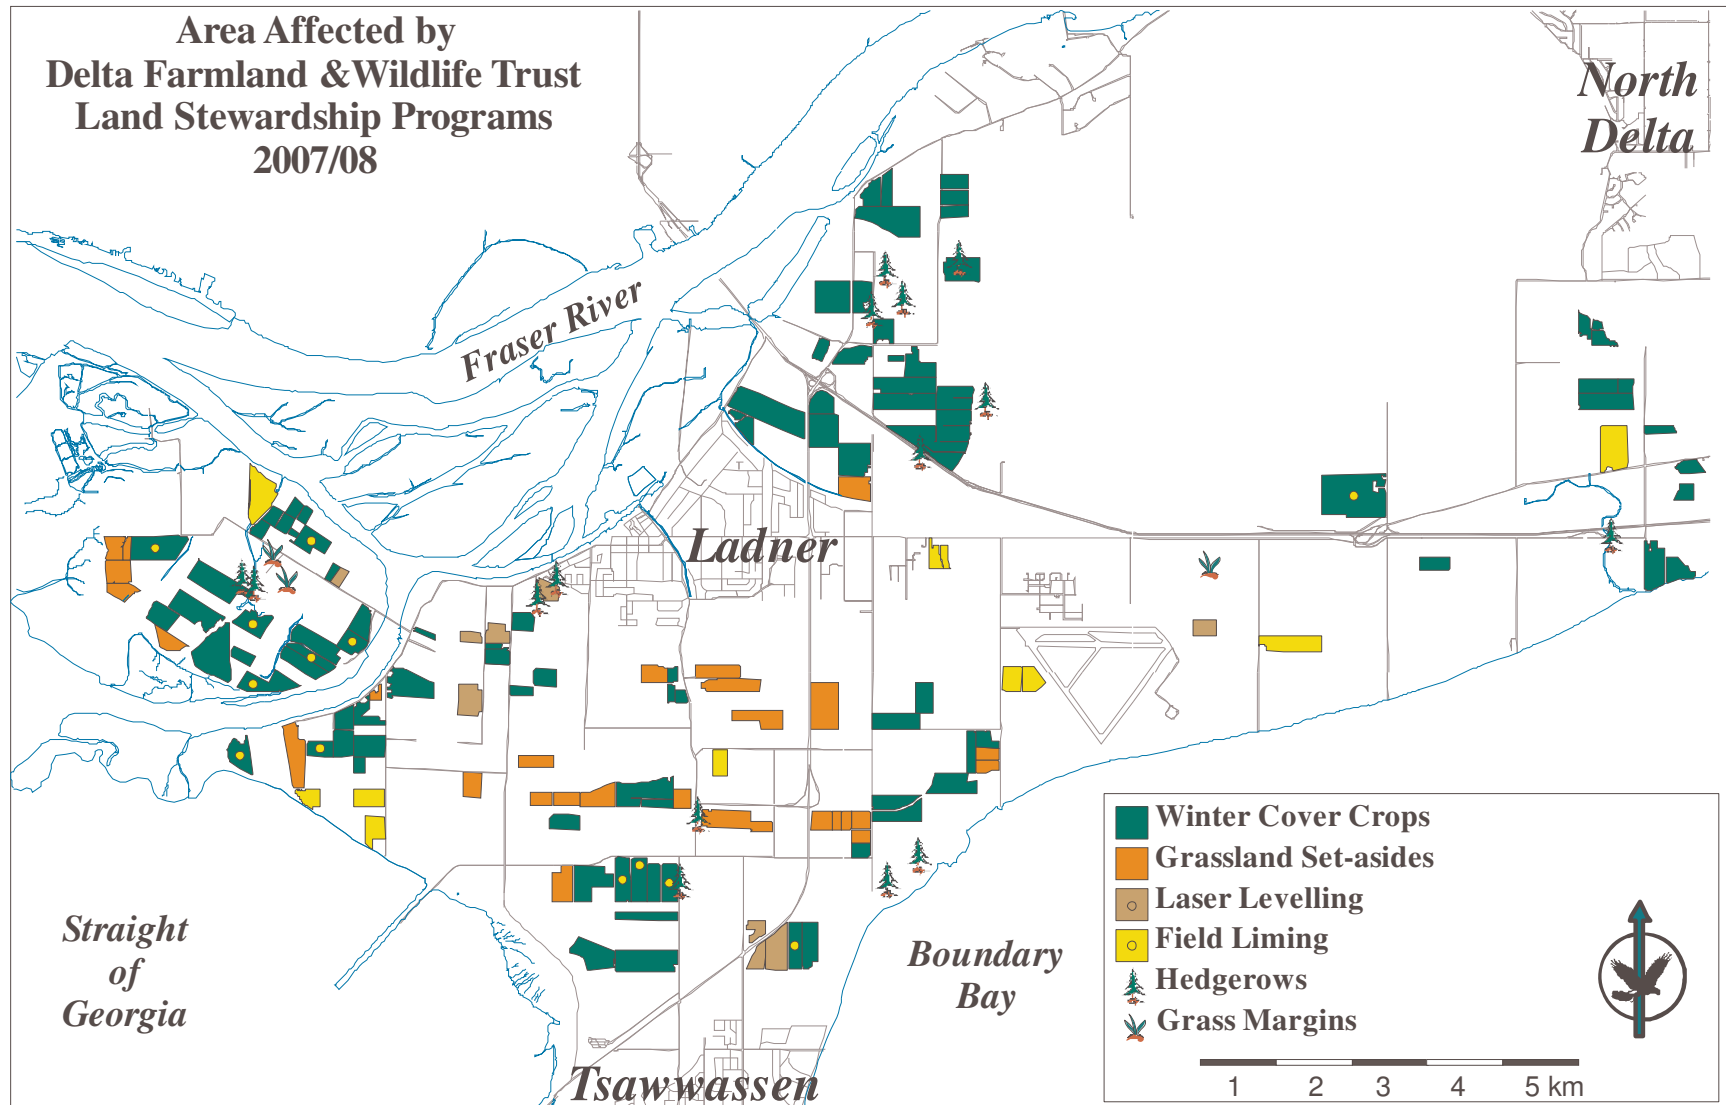 Area Affected by
Delta Farmland &Wildlife Trust
Land Stewardship Programs
2007/08
North
Delta
Fraser River
Ladner
Straight
of
Georgia
Boundary
Bay
Tsawwassen
Winter Cover Crops
Grassland Set-asides
Laser Levelling
Field Liming
Hedgerows
Grass Margins
1 2 3 4 5 km